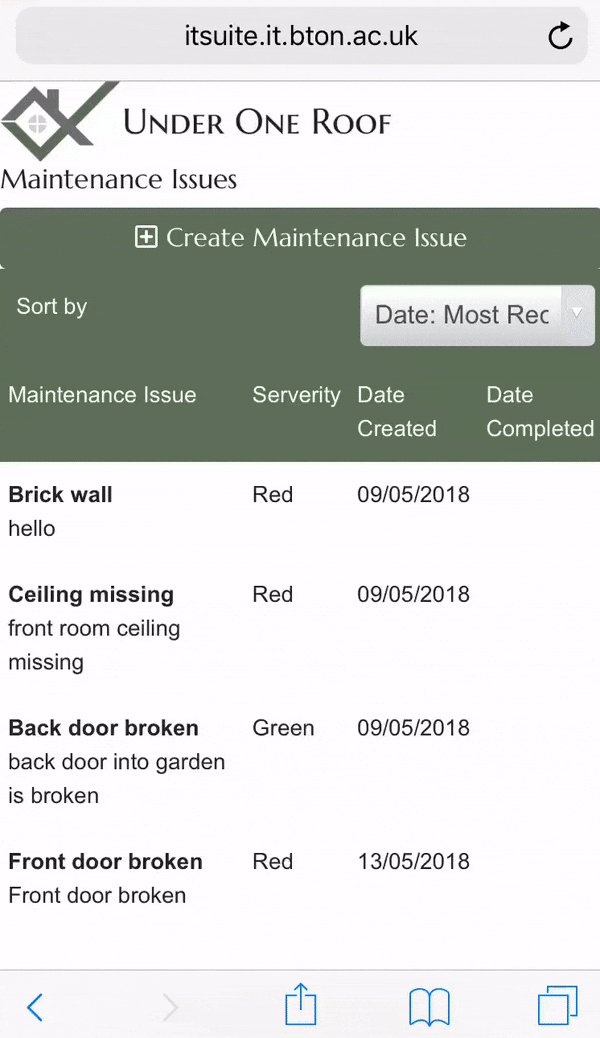 itsuite.it.bton.ac.uk
Under One Roof
Maintenance Issues
Create Maintenance Issue
Sort by
Date: Most Rec
Maintenance Issue Serverity Date Created Date Completed
Brick wall Red 09/05/2018
hello
Ceiling missing Red 09/05/2018
front room ceiling
missing
Back door broken Green 09/05/2018
back door into garden
is broken
Front door broken Red 13/05/2018
Front door broken